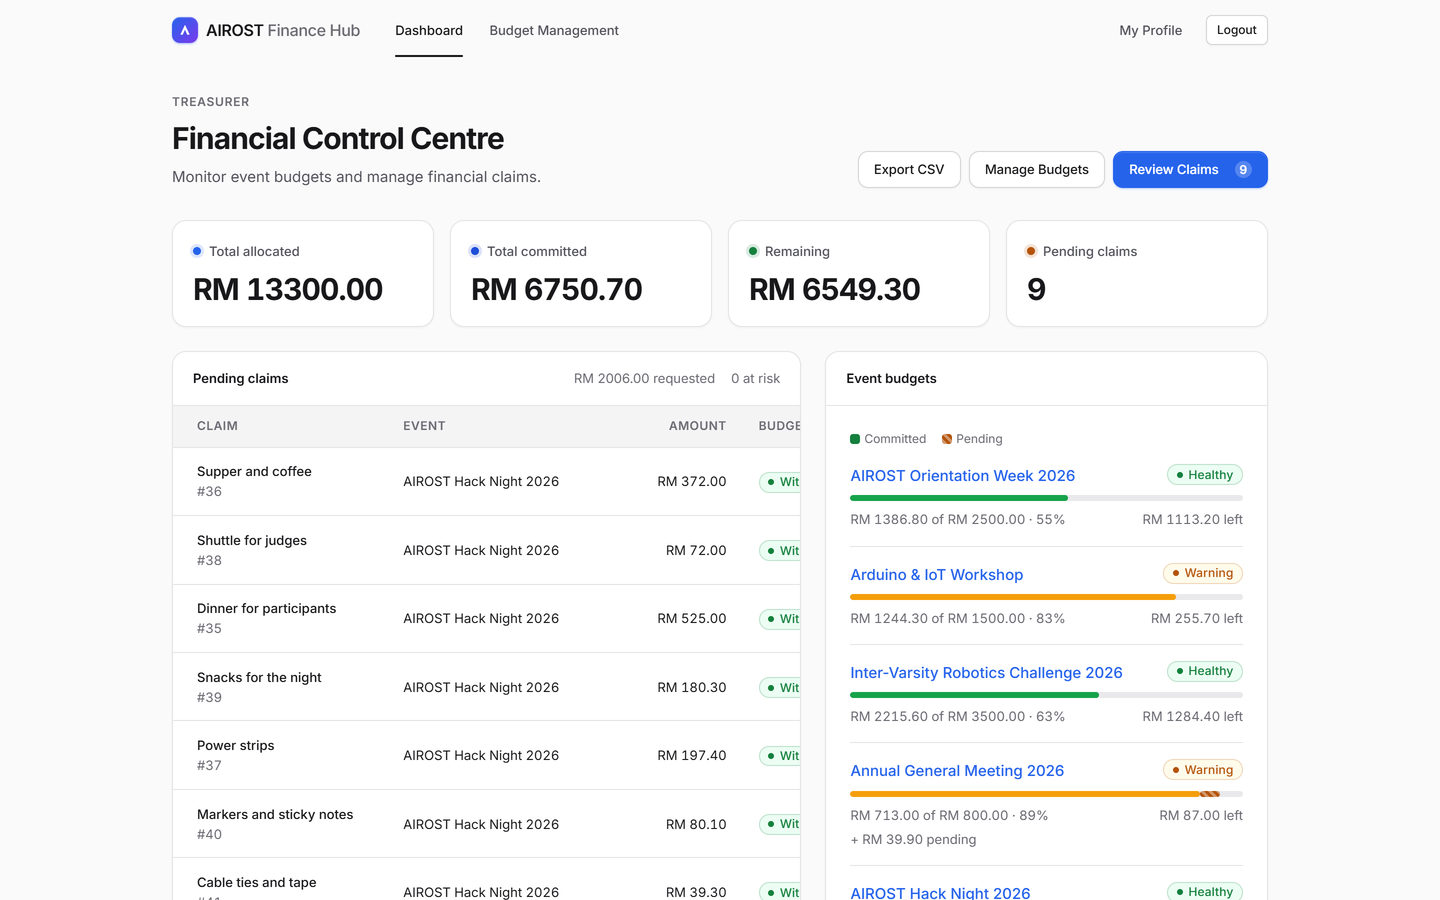 AIROST Finance Hub
Dashboard
Budget Management
My Profile
Logout
TREASURER
Financial Control Centre
Monitor event budgets and manage financial claims.
Export CSV
Manage Budgets
Review Claims 9
Total allocated
RM 13300.00
Total committed
RM 6750.70
Remaining
RM 6549.30
Pending claims
9
Pending claims
RM 2006.00 requested 0 at risk
CLAIM EVENT AMOUNT BUDGE
Supper and coffee
#36
AIROST Hack Night 2026
RM 372.00
Wit
Shuttle for judges
#38
AIROST Hack Night 2026
RM 72.00
Wit
Dinner for participants
#35
AIROST Hack Night 2026
RM 525.00
Wit
Snacks for the night
#39
AIROST Hack Night 2026
RM 180.30
Wit
Power strips
#37
AIROST Hack Night 2026
RM 197.40
Wit
Markers and sticky notes
#40
AIROST Hack Night 2026
RM 80.10
Wit
Cable ties and tape
#41
AIROST Hack Night 2026
RM 39.30
Wit
Event budgets
Committed Pending
AIROST Orientation Week 2026
Healthy
RM 1386.80 of RM 2500.00 · 55%
RM 1113.20 left
Arduino & IoT Workshop
Warning
RM 1244.30 of RM 1500.00 · 83%
RM 255.70 left
Inter-Varsity Robotics Challenge 2026
Healthy
RM 2215.60 of RM 3500.00 · 63%
RM 1284.40 left
Annual General Meeting 2026
Warning
RM 713.00 of RM 800.00 · 89%
RM 87.00 left
+ RM 39.90 pending
AIROST Hack Night 2026
Healthy